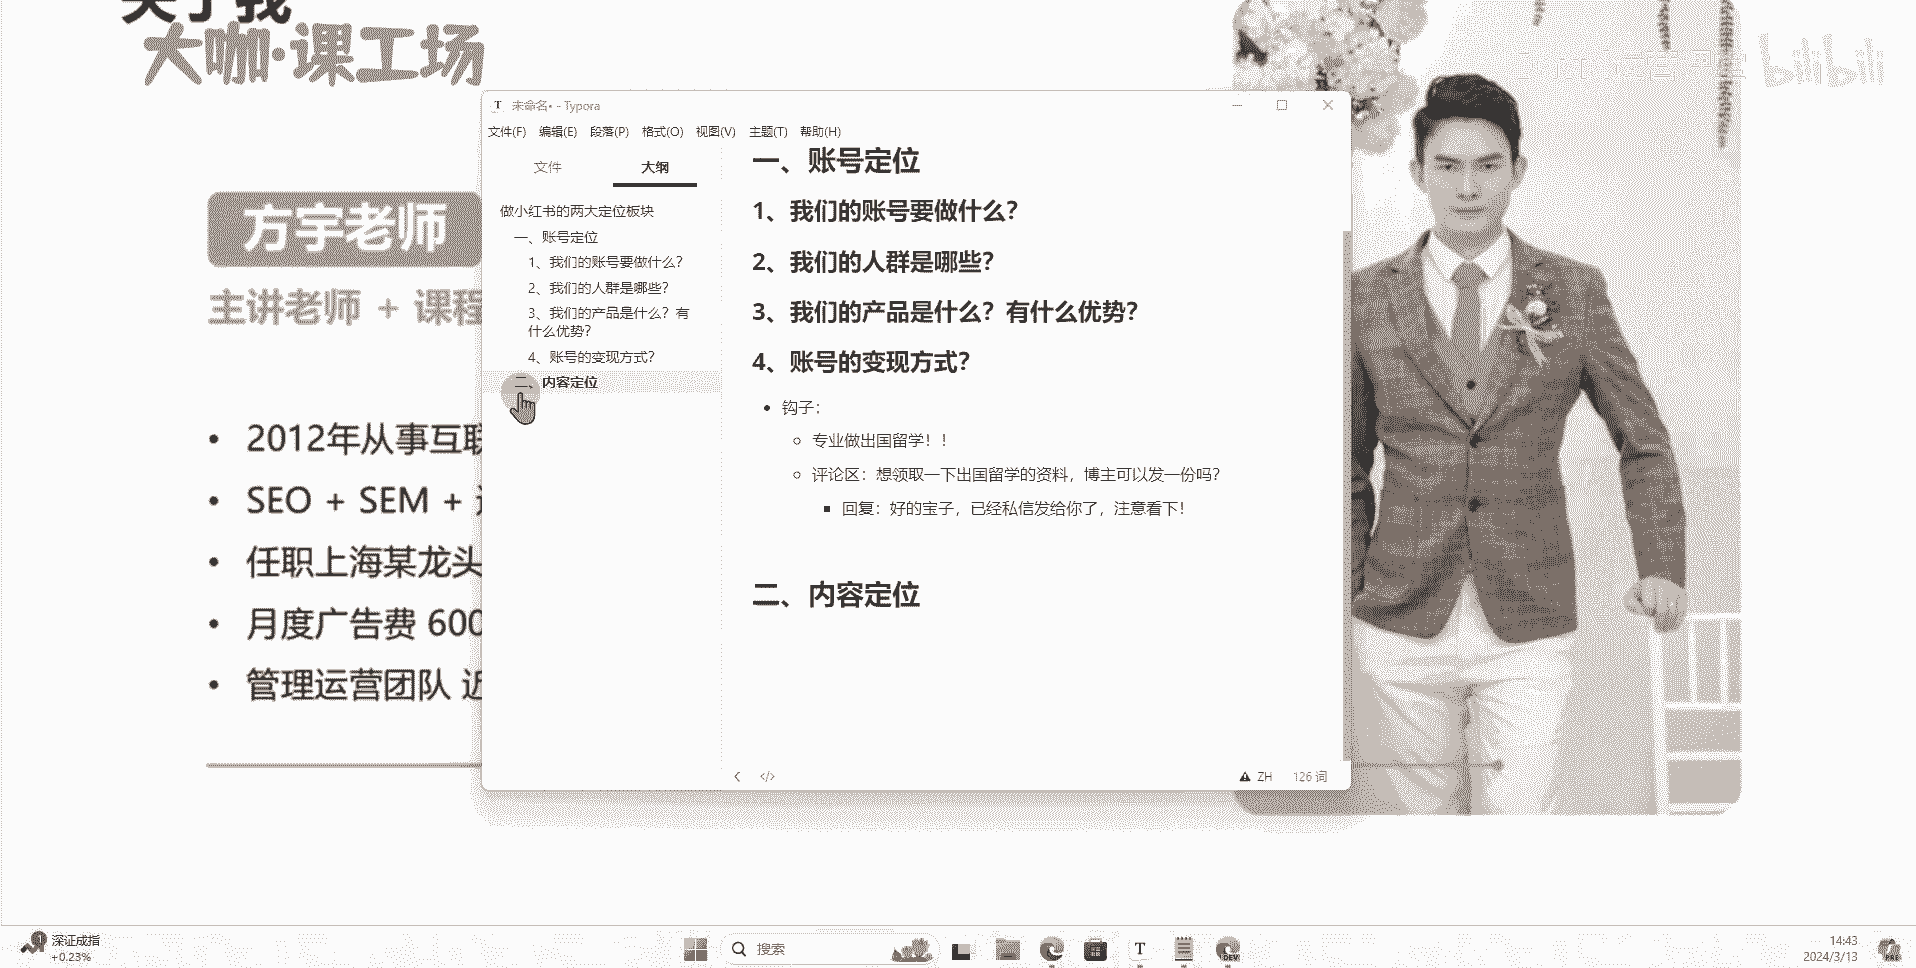 关于我
大咖·课工场
bilibili
方宇老师
主讲老师 + 课程
2012年从事互联
SEO + SEM +
任职上海某龙头
月度广告费 600
管理运营团队 近
未命名• - Typora
文件(F) 编辑(E) 段落(P) 格式(O) 视图(V) 主题(T) 帮助(H)
文件 大纲
做小红书的两大定位板块
一、账号定位
1、我们的账号要做什么？
2、我们的人群是哪些？
3、我们的产品是什么？有
什么优势？
4、账号的变现方式？
二、内容定位
一、账号定位
1、我们的账号要做什么？
2、我们的人群是哪些？
3、我们的产品是什么？有什么优势？
4、账号的变现方式？
钩子：
专业做出国留学！！
评论区：想领取一下出国留学的资料，博主可以发一份吗？
回复：好的宝子，已经私信发给你了，注意看下！
二、内容定位
ZH 126 词
深证成指
+0.23%
搜索
T
DEV
14:43
2024/3/13
PRE